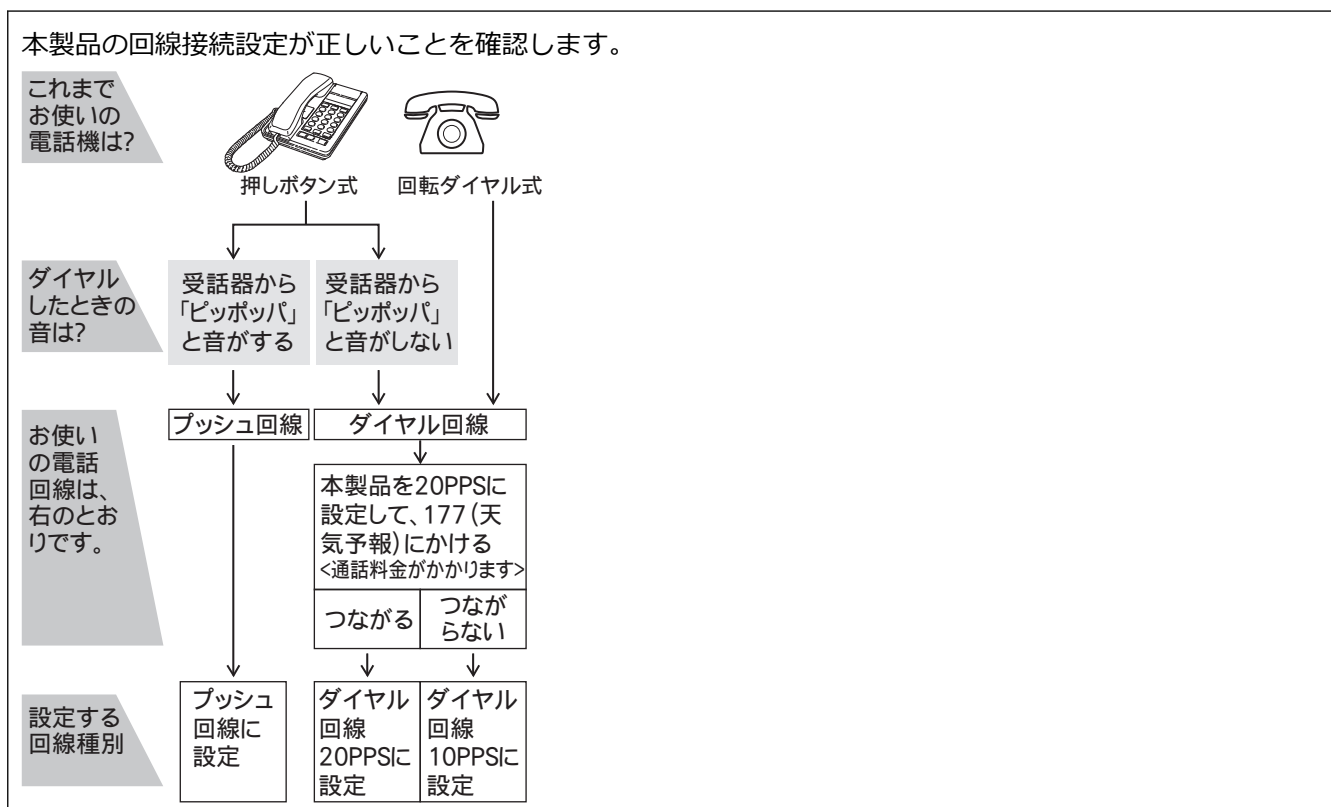 本製品の回線接続設定が正しいことを確認します。
これまで
お使いの
電話機は?
押しボタン式
回転ダイヤル式
ダイヤル
したときの
音は?
受話器から
「ピッポッパ」
と音がする
受話器から
「ピッポッパ」
と音がしない
お使い
の電話
回線は、
右のとお
りです。
プッシュ回線
ダイヤル回線
本製品を20PPSに
設定して、177(天
気予報)にかける
<通話料金がかかります>
つながる
つなが
らない
設定する
回線種別
プッシュ
回線に
設定
ダイヤル
回線
20PPSに
設定
ダイヤル
回線
10PPSに
設定